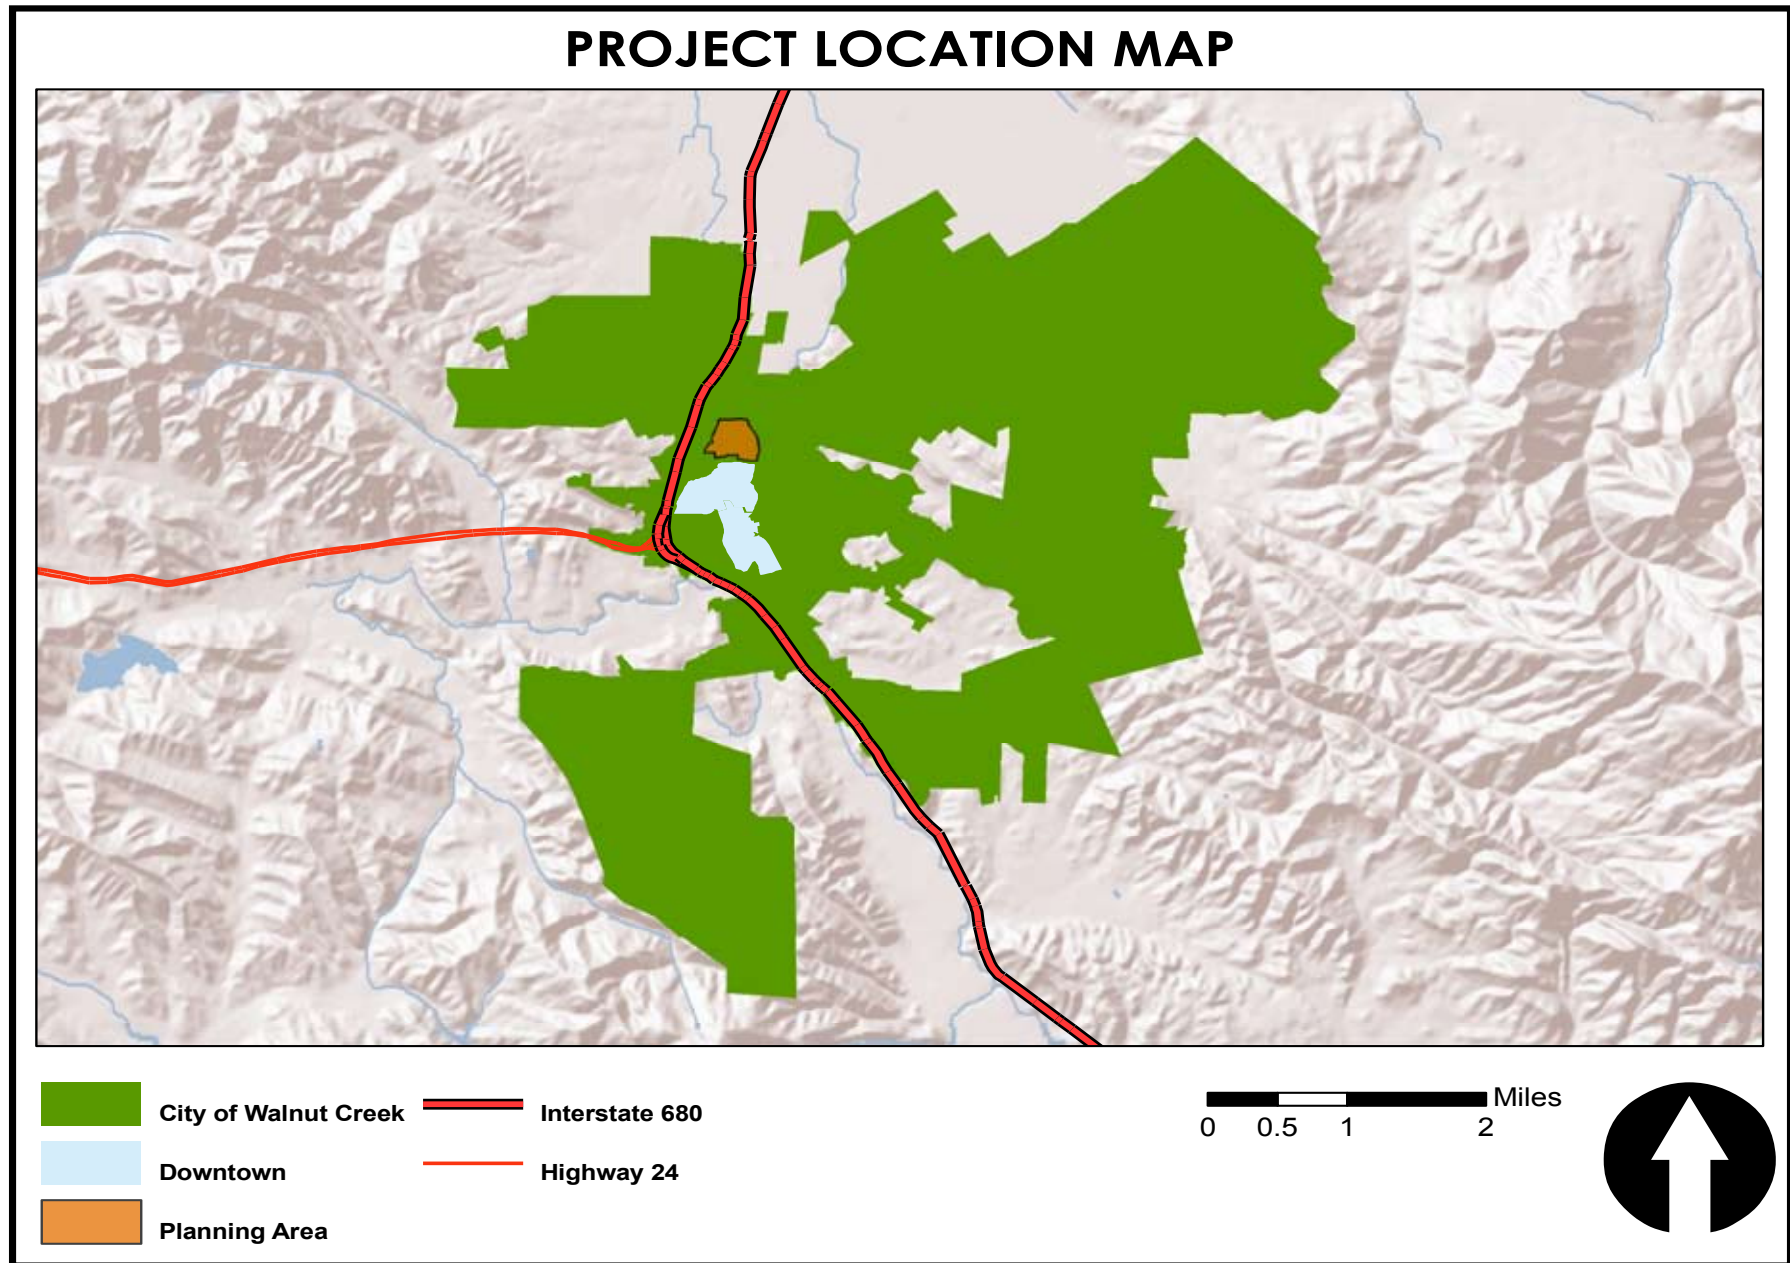 PROJECT LOCATION MAP
City of Walnut Creek
Interstate 680
Downtown
Highway 24
Planning Area
Miles
0 0.5 1 2